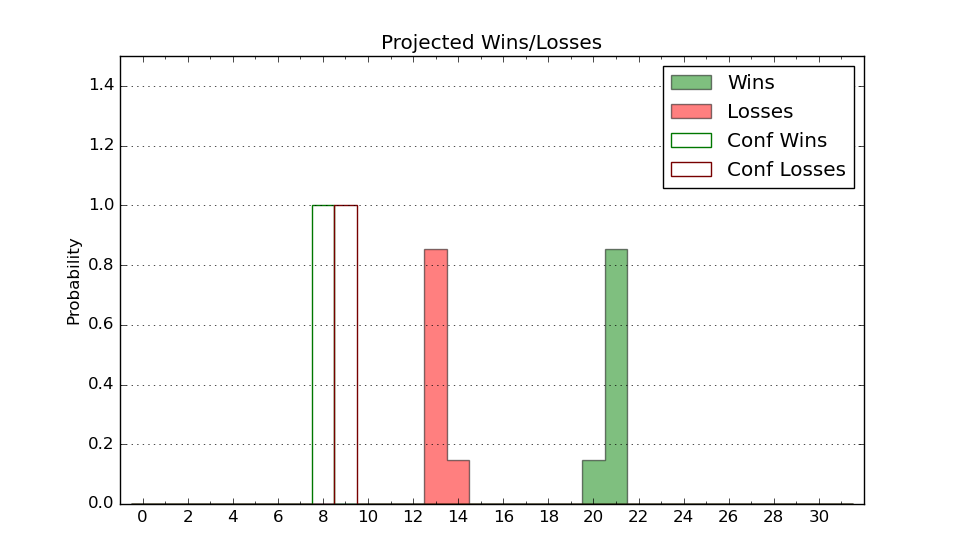 Projected Wins/Losses
Wins
Losses
Conf Wins
Conf Losses
Probability
1.4
1.2
1.0
0.8
0.6
0.4
0.2
0.0
0 2 4 6 8 10 12 14 16 18 20 22 24 26 28 30